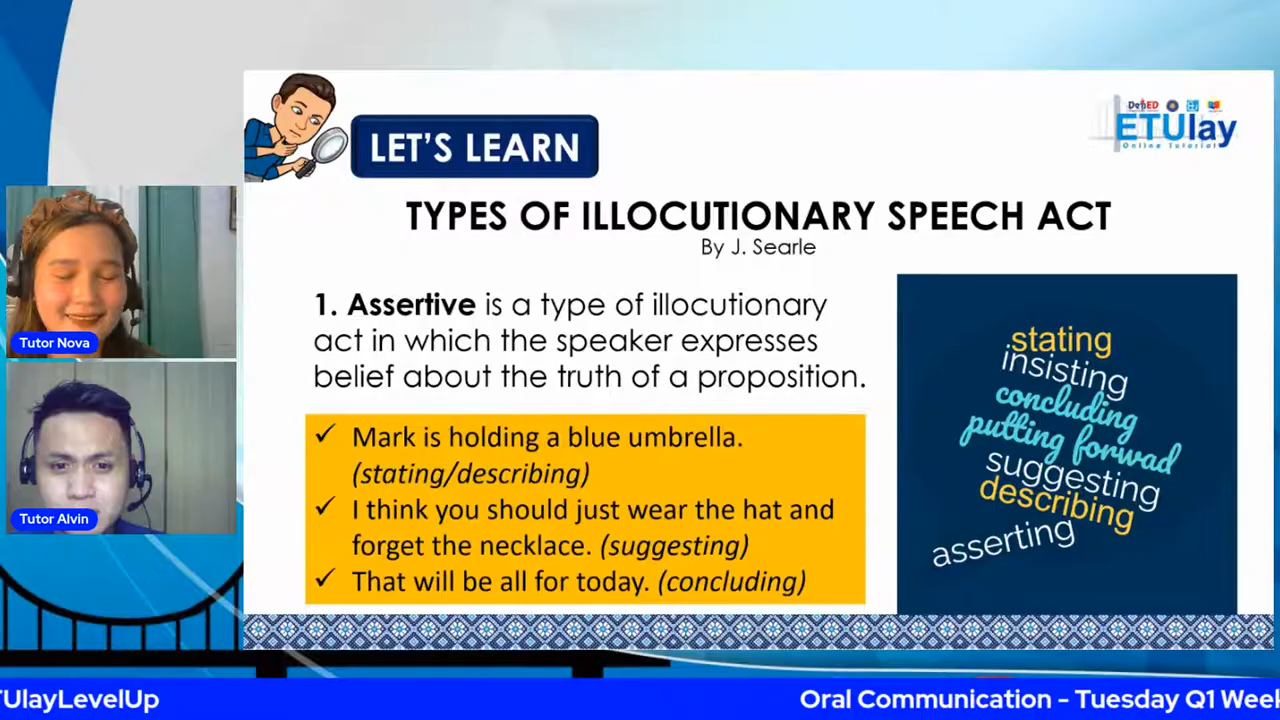 LET'S LEARN
DepED
ETUlay
Online Tutorial
TYPES OF ILLOCUTIONARY SPEECH ACT
By J. Searle
1. Assertive is a type of illocutionary
act in which the speaker expresses
belief about the truth of a proposition.
✓ Mark is holding a blue umbrella.
(stating/describing)
✓ I think you should just wear the hat and
forget the necklace. (suggesting)
✓ That will be all for today. (concluding)
stating
insisting
concluding
putting forwad
suggesting
describing
asserting
Tutor Nova
Tutor Alvin
TUlayLevelUp
Oral Communication - Tuesday Q1 Week